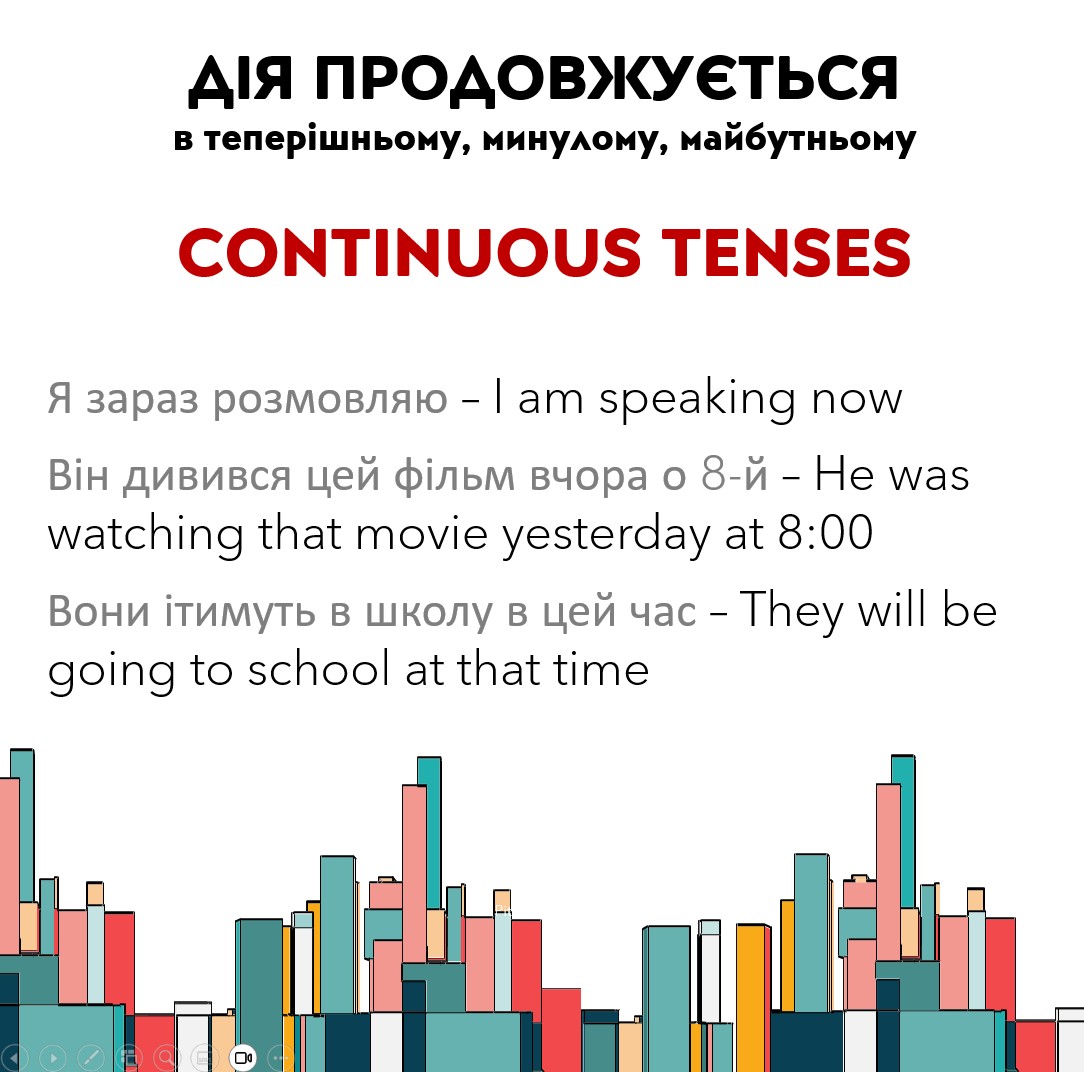 ДІЯ ПРОДОВЖУЄТЬСЯ
в теперішньому, минулому, майбутньому
CONTINUOUS TENSES
Я зараз розмовляю – I am speaking now
Він дивився цей фільм вчора о 8-й – He was
watching that movie yesterday at 8:00
Вони ітимуть в школу в цей час – They will be
going to school at that time